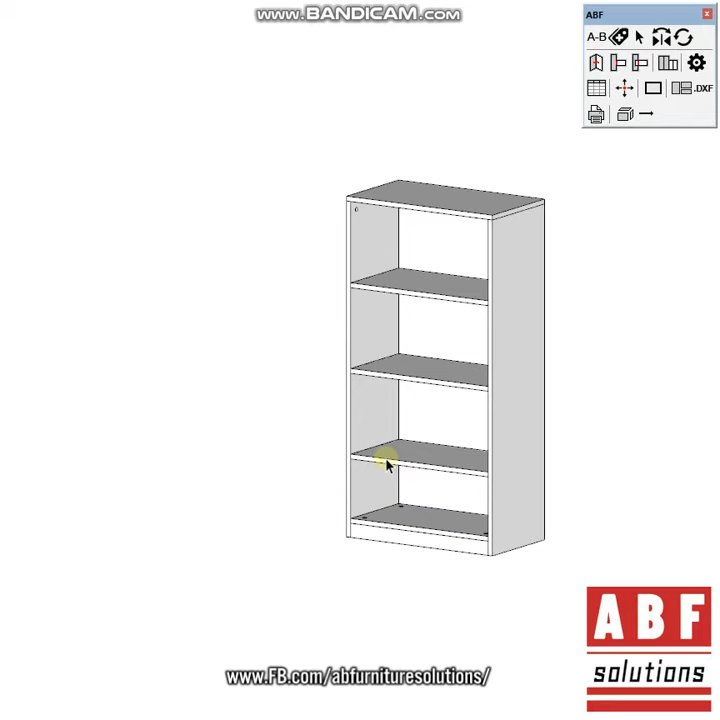 www.BANDICAM.com
ABF
A-B
.DXF
ABF
solutions
www.FB.com/abfurnituresolutions/